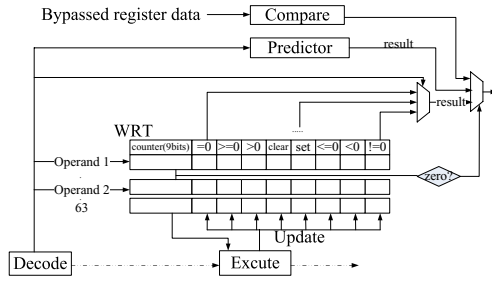 Bypassed register data
Compare
Predictor
result
result
.....
WRT
counter(9bits) =0 >=0 >0 clear set <=0 <0 !=0
Operand 1
zero?
.
Operand 2
.
63
Update
Decode
Excute